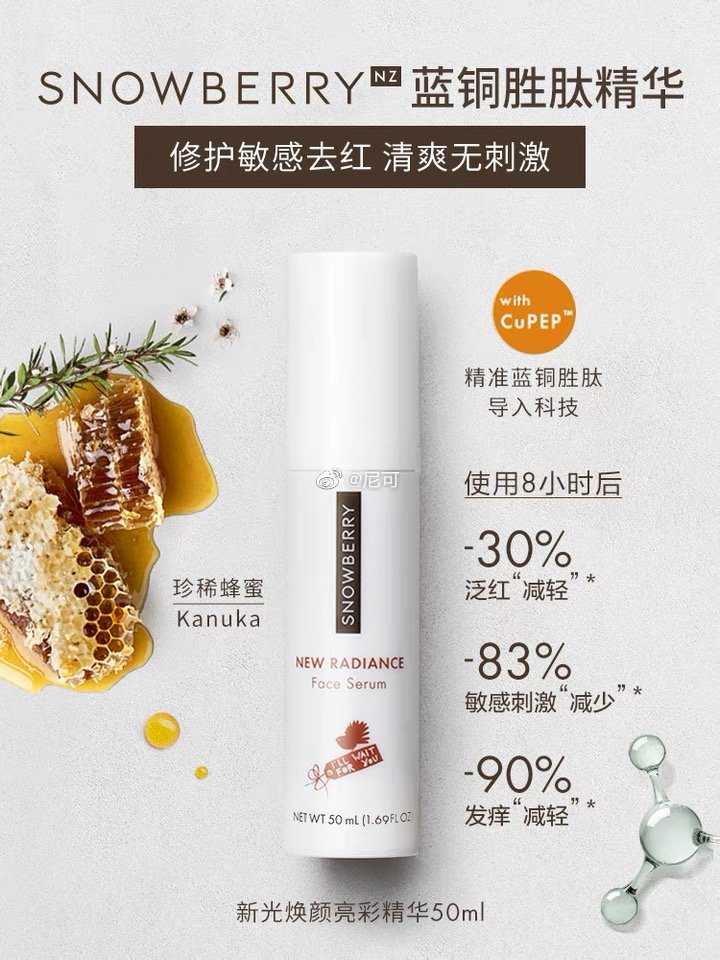 SNOWBERRY NZ 蓝铜胜肽精华
修护敏感去红 清爽无刺激
with
CuPEP™
精准蓝铜胜肽
导入科技
使用8小时后
-30%
泛红“减轻”*
-83%
敏感刺激“减少”*
-90%
发痒“减轻”*
珍稀蜂蜜
Kanuka
@尼可
SNOWBERRY
NEW RADIANCE
Face Serum
I'LL WAIT
FOR YOU
NET WT 50 mL (1.69FL OZ)
新光焕颜亮彩精华50ml